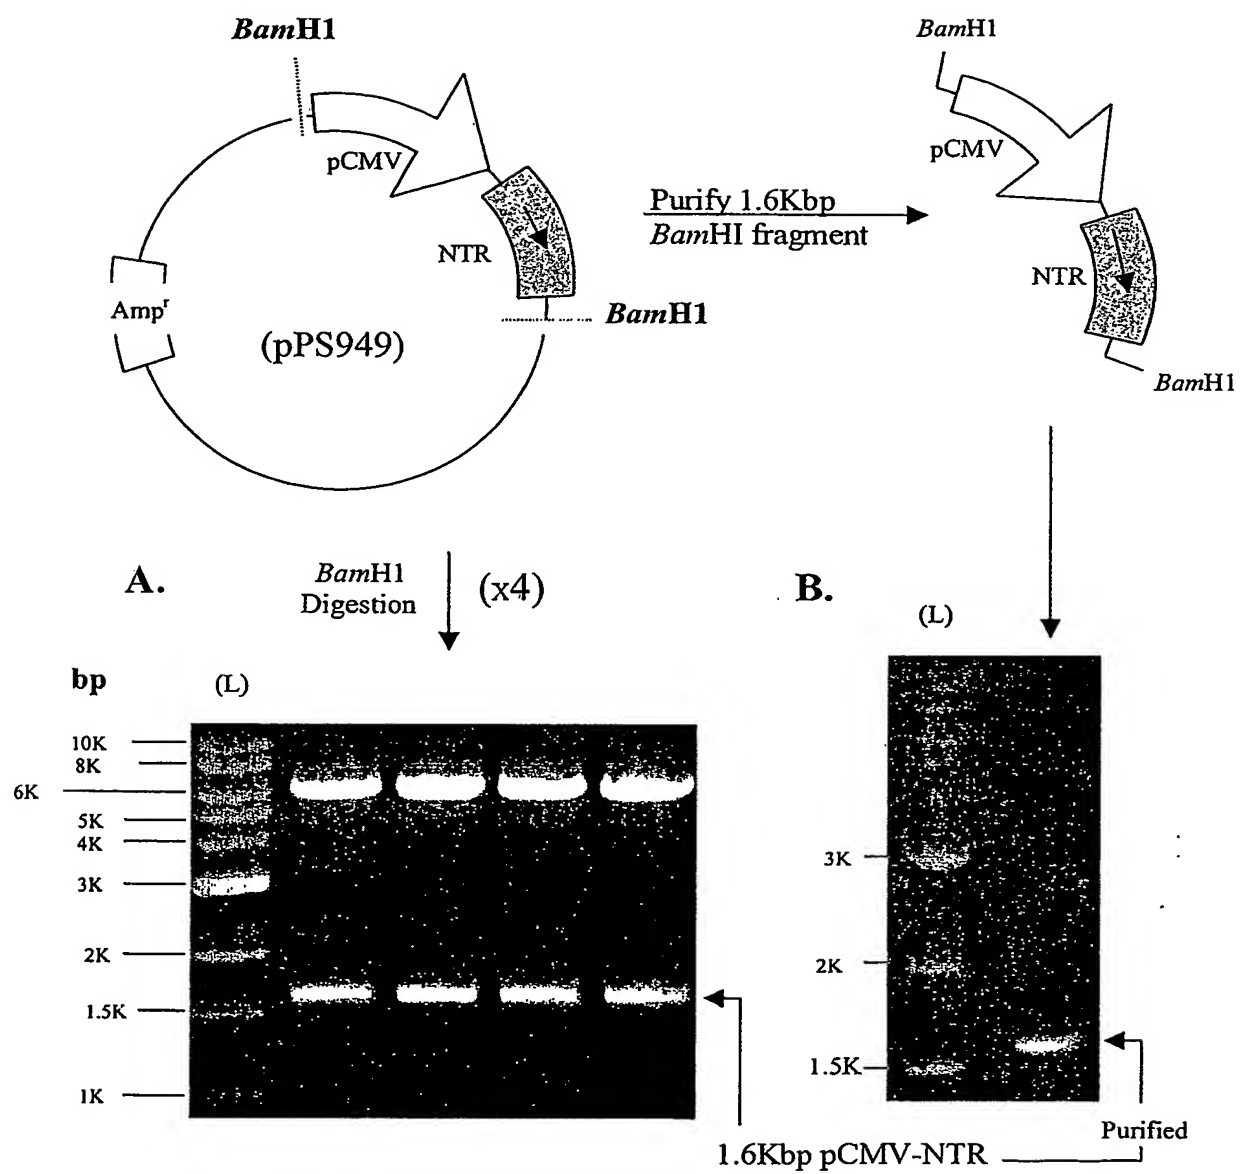 BamH1
BamH1
pCMV
pCMV
Purify 1.6Kbp
BamHI fragment
NTR
NTR
Ampr
BamH1
(pPS949)
BamH1
A.
BamH1
Digestion
(x4)
B.
(L)
bp
(L)
10K
8K
6K
5K
4K
3K
3K
2K
2K
1.5K
1.5K
1K
Purified
1.6Kbp pCMV-NTR